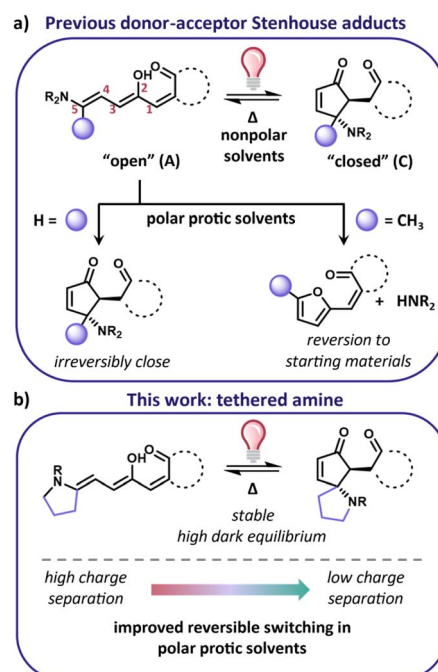 a) Previous donor-acceptor Stenhouse adducts
R₂N
5
4
3
OH
2
1
O
Δ
nonpolar
solvents
O
O
NR₂
"open" (A)
"closed" (C)
H =
polar protic solvents
= CH₃
O
O
NR₂
irreversibly close
O
O
+ HNR₂
reversion to
starting materials
b) This work: tethered amine
R
N
OH
O
Δ
stable
high dark equilibrium
O
O
NR
high charge
separation
low charge
separation
improved reversible switching in
polar protic solvents